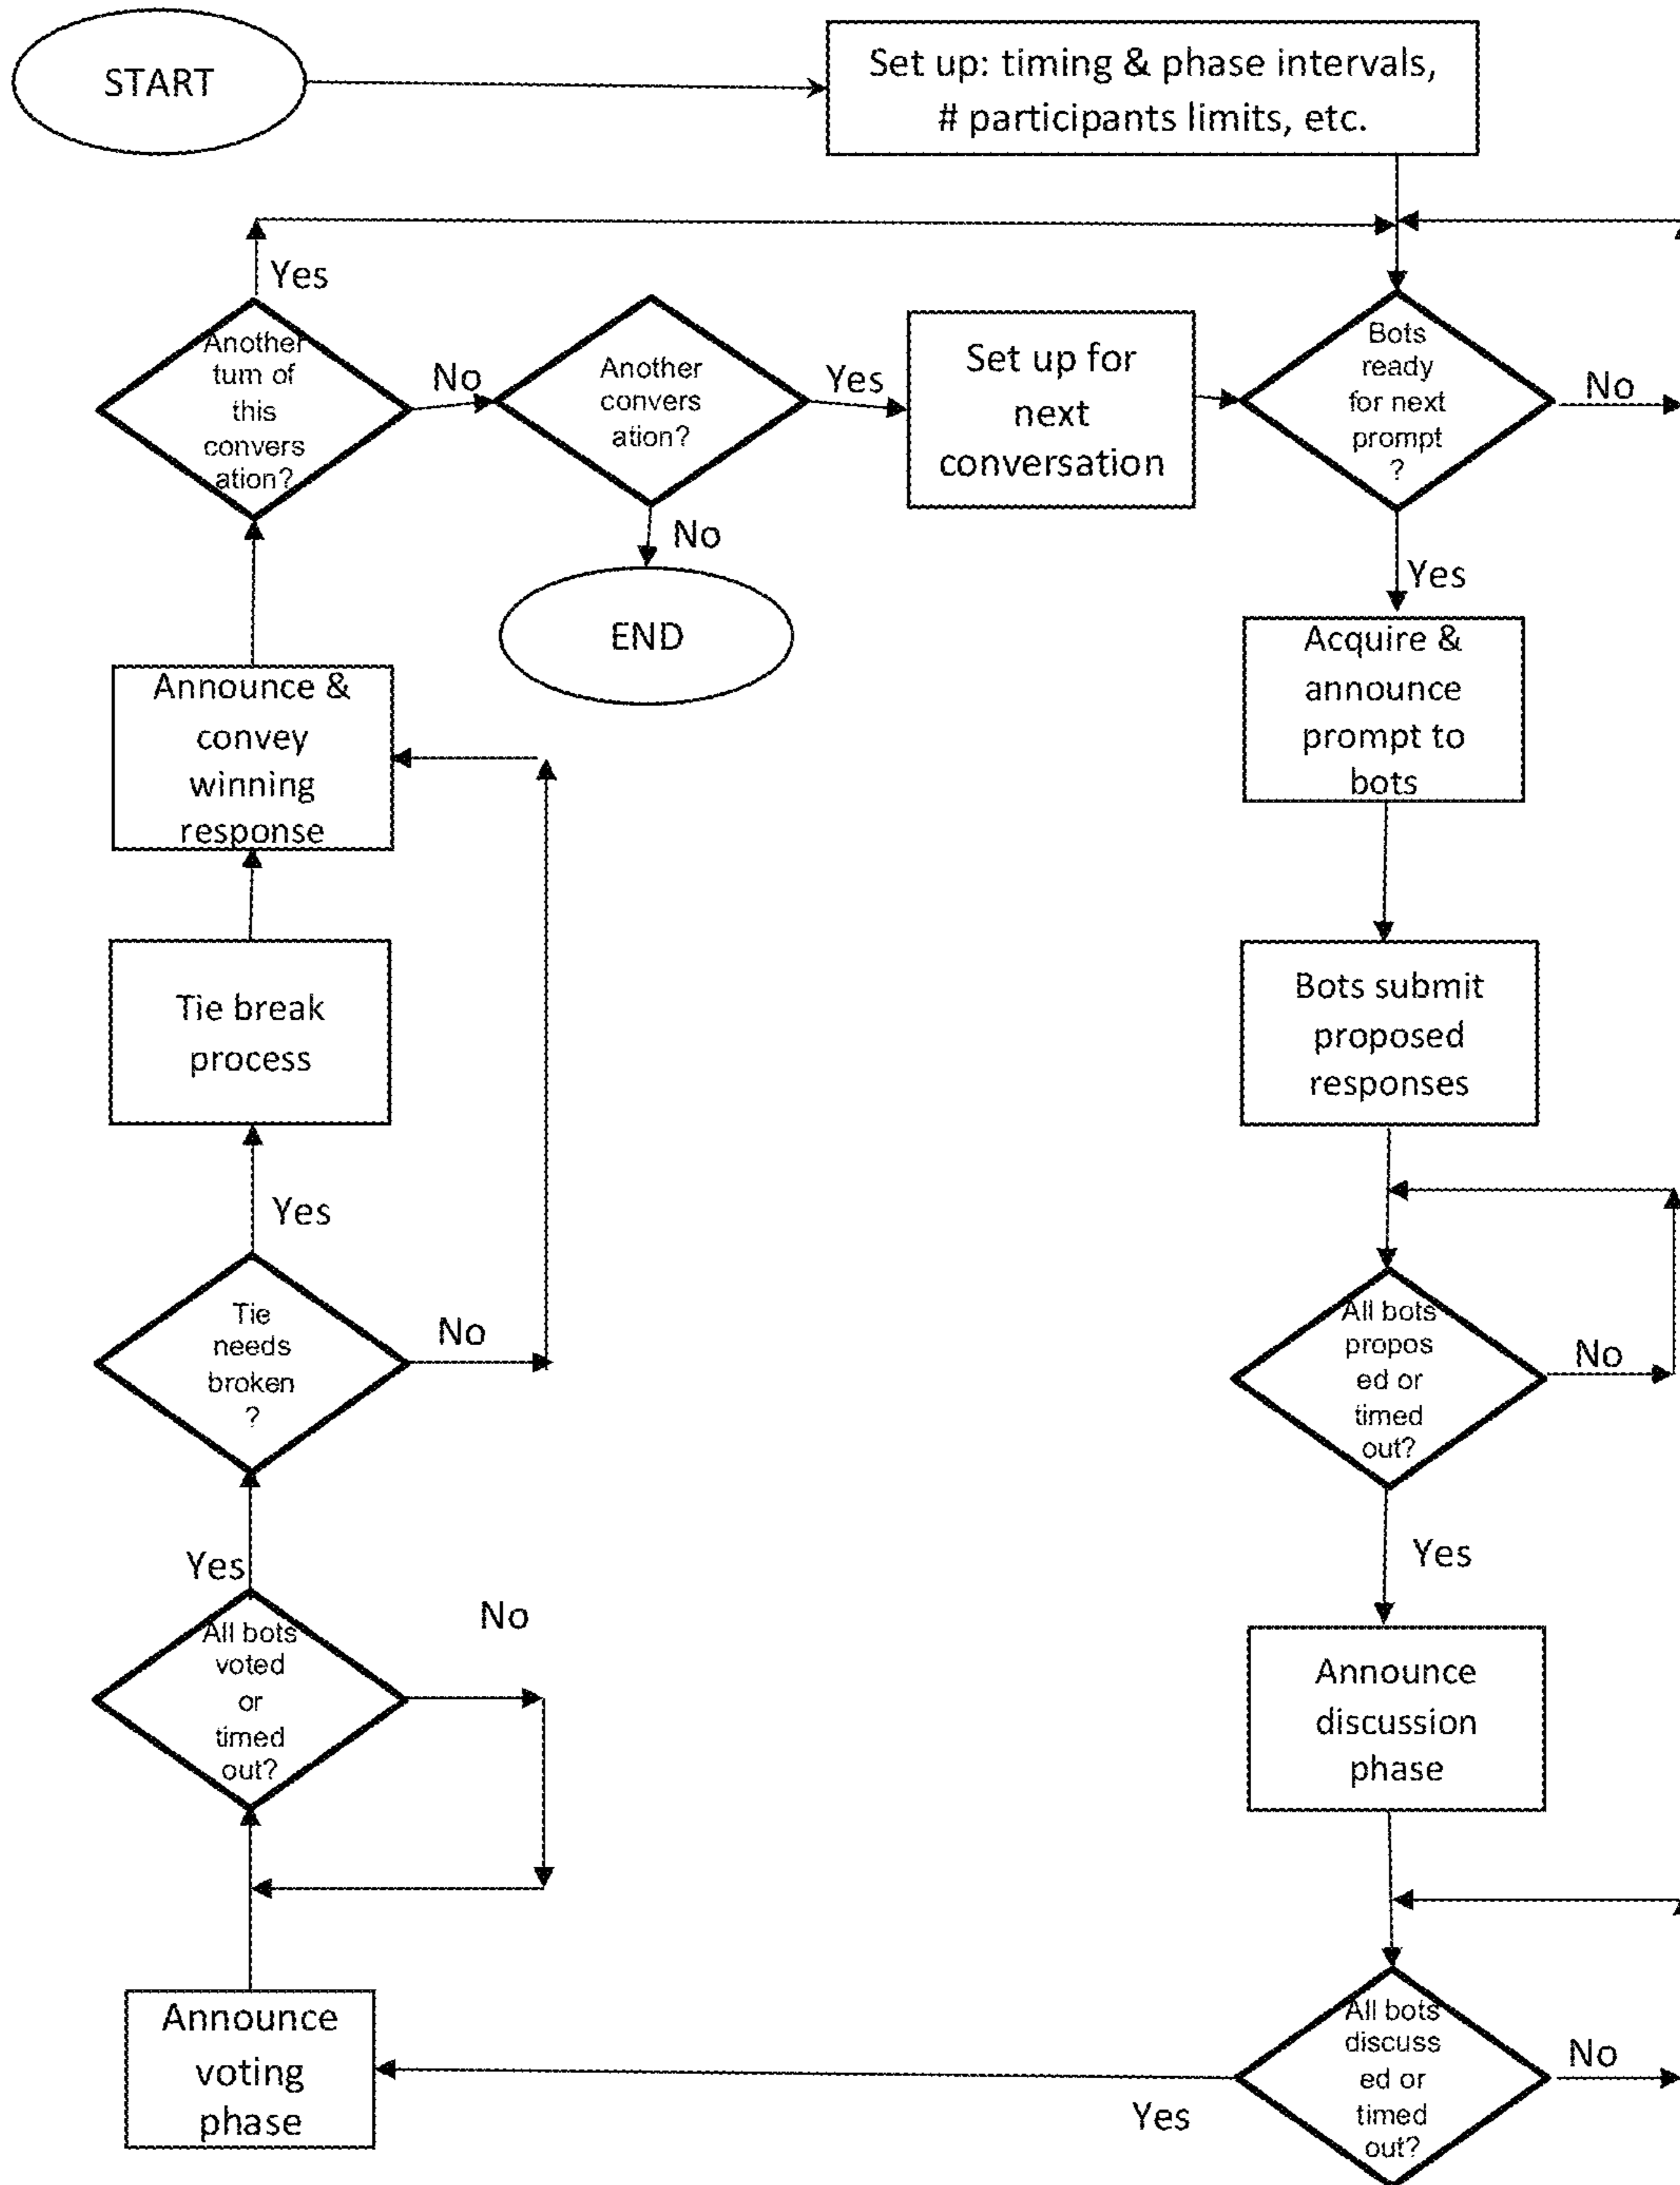 START
Set up: timing & phase intervals,
# participants limits, etc.
Yes
Another
turn of
this
convers
ation?
No
Another
convers
ation?
Yes
Set up for
next
conversation
Bots
ready
for next
prompt
?
No
No
END
Yes
Acquire &
announce
prompt to
bots
Announce &
convey
winning
response
Bots submit
proposed
responses
Tie break
process
Yes
Tie
needs
broken
?
No
All bots
propos
ed or
timed
out?
No
Yes
Yes
All bots
voted
or
timed
out?
No
Announce
discussion
phase
Announce
voting
phase
Yes
All bots
discuss
ed or
timed
out?
No